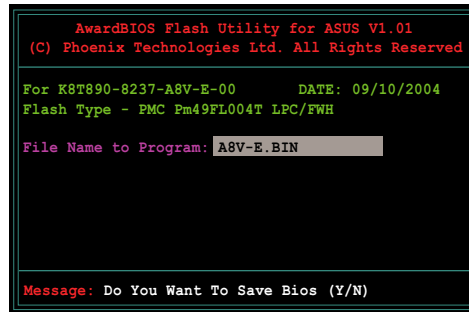 AwardBIOS Flash Utility for ASUS V1.01
(C) Phoenix Technologies Ltd. All Rights Reserved
For K8T890-8237-A8V-E-00 DATE: 09/10/2004
Flash Type - PMC Pm49FL004T LPC/FWH
File Name to Program: A8V-E.BIN
Message: Do You Want To Save Bios (Y/N)